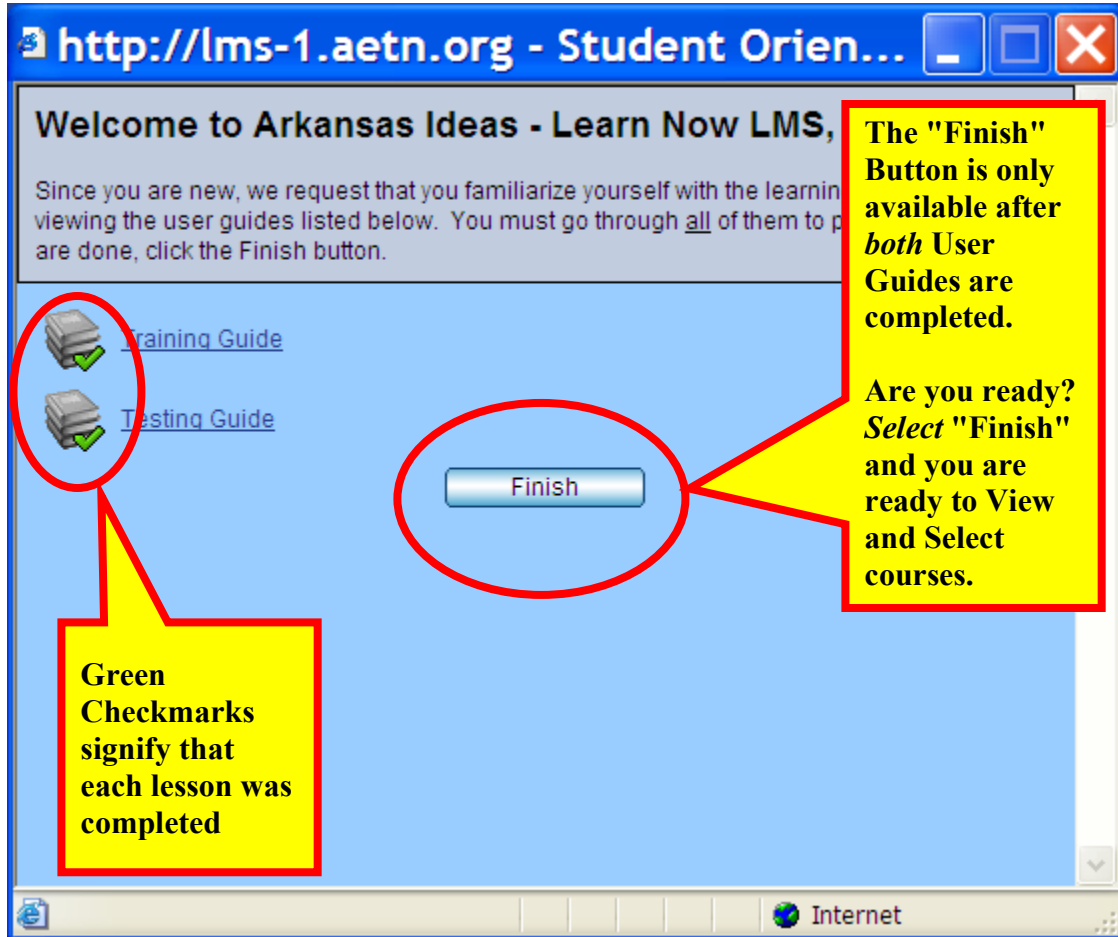 http://lms-1.aetn.org - Student Orien...
Welcome to Arkansas Ideas - Learn Now LMS,
Since you are new, we request that you familiarize yourself with the learnin
viewing the user guides listed below. You must go through all of them to p
are done, click the Finish button.
Training Guide
Testing Guide
Finish
The "Finish"
Button is only
available after
both User
Guides are
completed.
Are you ready?
Select "Finish"
and you are
ready to View
and Select
courses.
Green
Checkmarks
signify that
each lesson was
completed
Internet